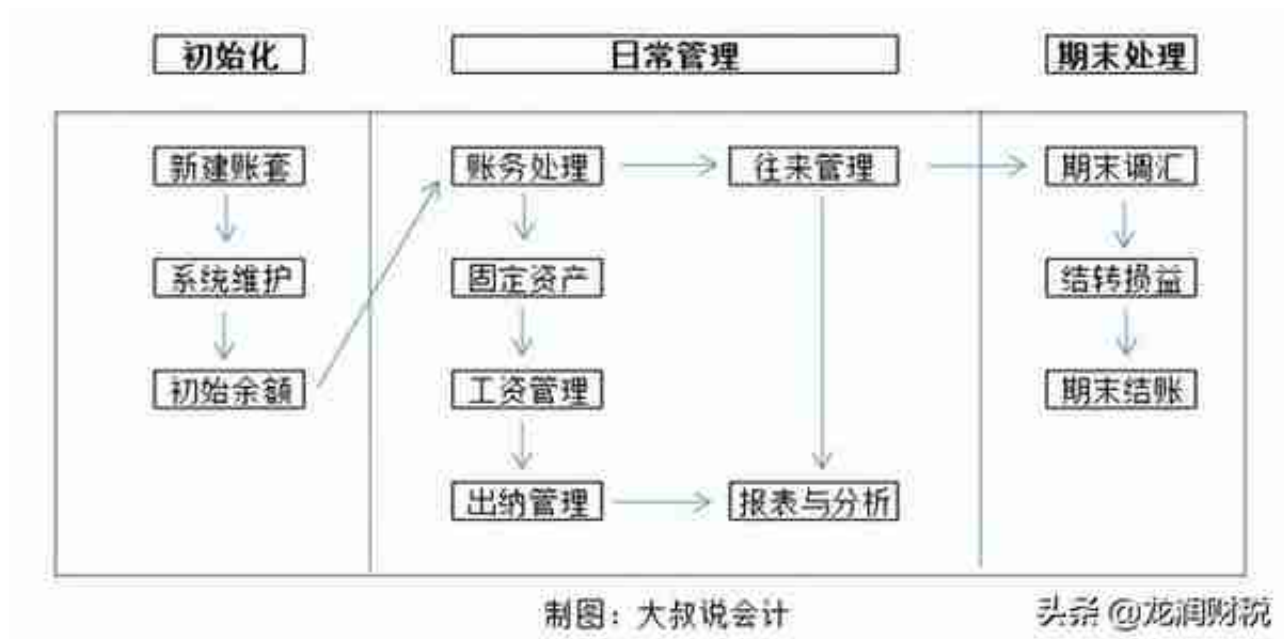 初始化 日常管理 期末处理
新建账套 账务处理 往来管理 期末调汇
系统维护 固定资产 结转损益
初始余额 工资管理 期末结账
出纳管理 报表与分析
制图：大叔说会计 头条 @龙润财税